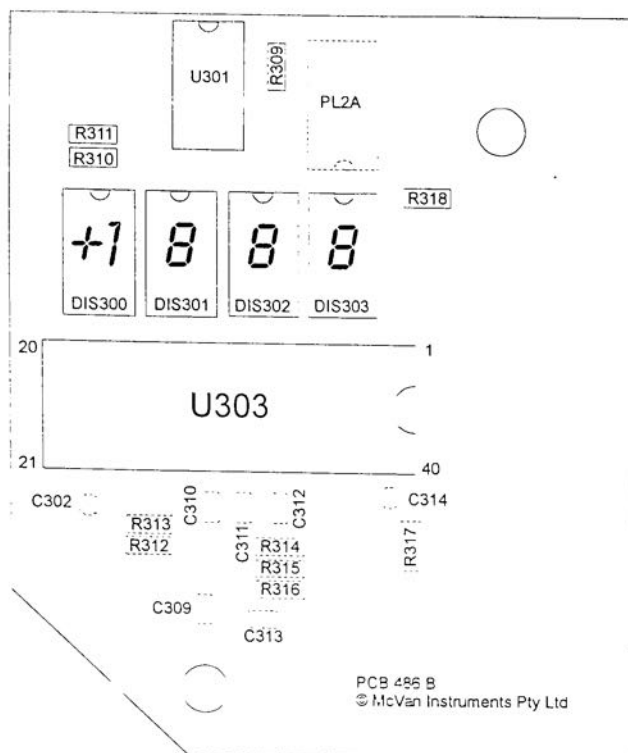 U301
R309
PL2A
R311
R310
R318
+1 8 8 8
DIS300 DIS301 DIS302 DIS303
20 1
U303
21 40
C302 C310 C311 C312 C314
R313
R312
R314
R315
R316
R317
C309
C313
PCB 486 B
© McVan Instruments Pty Ltd